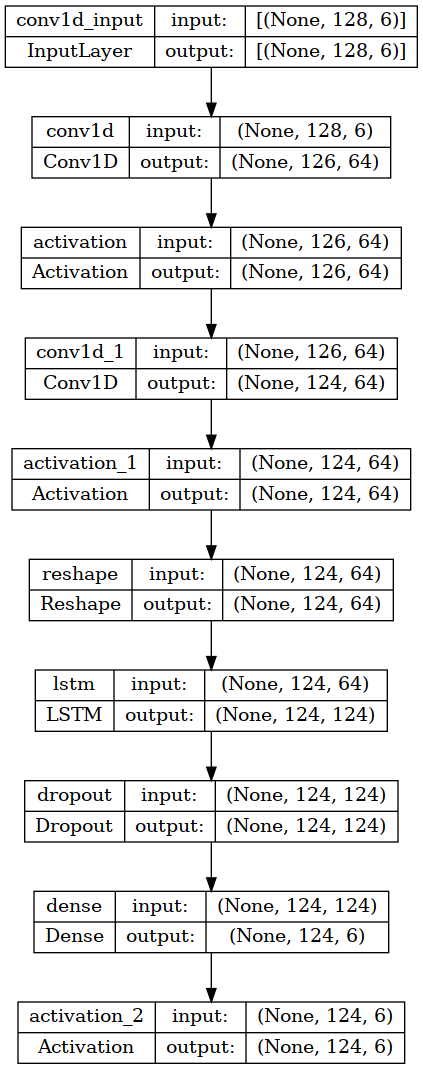 conv1d_input input: [(None, 128, 6)]
InputLayer output: [(None, 128, 6)]
conv1d input: (None, 128, 6)
Conv1D output: (None, 126, 64)
activation input: (None, 126, 64)
Activation output: (None, 126, 64)
conv1d_1 input: (None, 126, 64)
Conv1D output: (None, 124, 64)
activation_1 input: (None, 124, 64)
Activation output: (None, 124, 64)
reshape input: (None, 124, 64)
Reshape output: (None, 124, 64)
lstm input: (None, 124, 64)
LSTM output: (None, 124, 124)
dropout input: (None, 124, 124)
Dropout output: (None, 124, 124)
dense input: (None, 124, 124)
Dense output: (None, 124, 6)
activation_2 input: (None, 124, 6)
Activation output: (None, 124, 6)